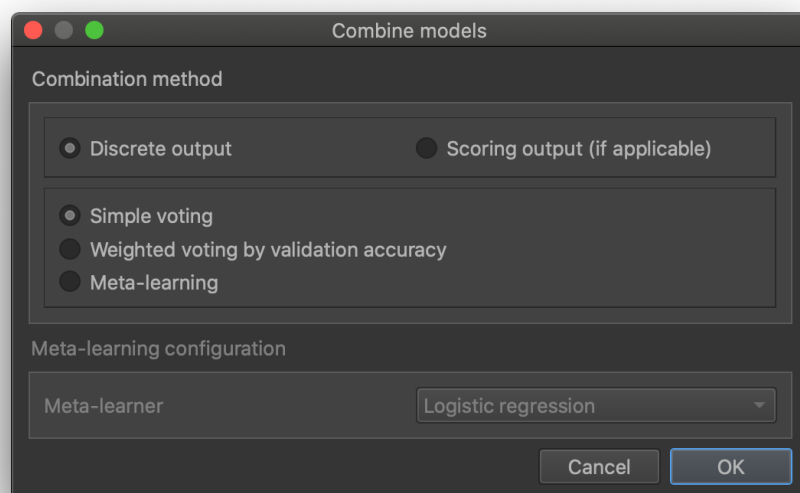 Combine models
Combination method
Discrete output
Scoring output (if applicable)
Simple voting
Weighted voting by validation accuracy
Meta-learning
Meta-learning configuration
Meta-learner
Logistic regression
Cancel
OK